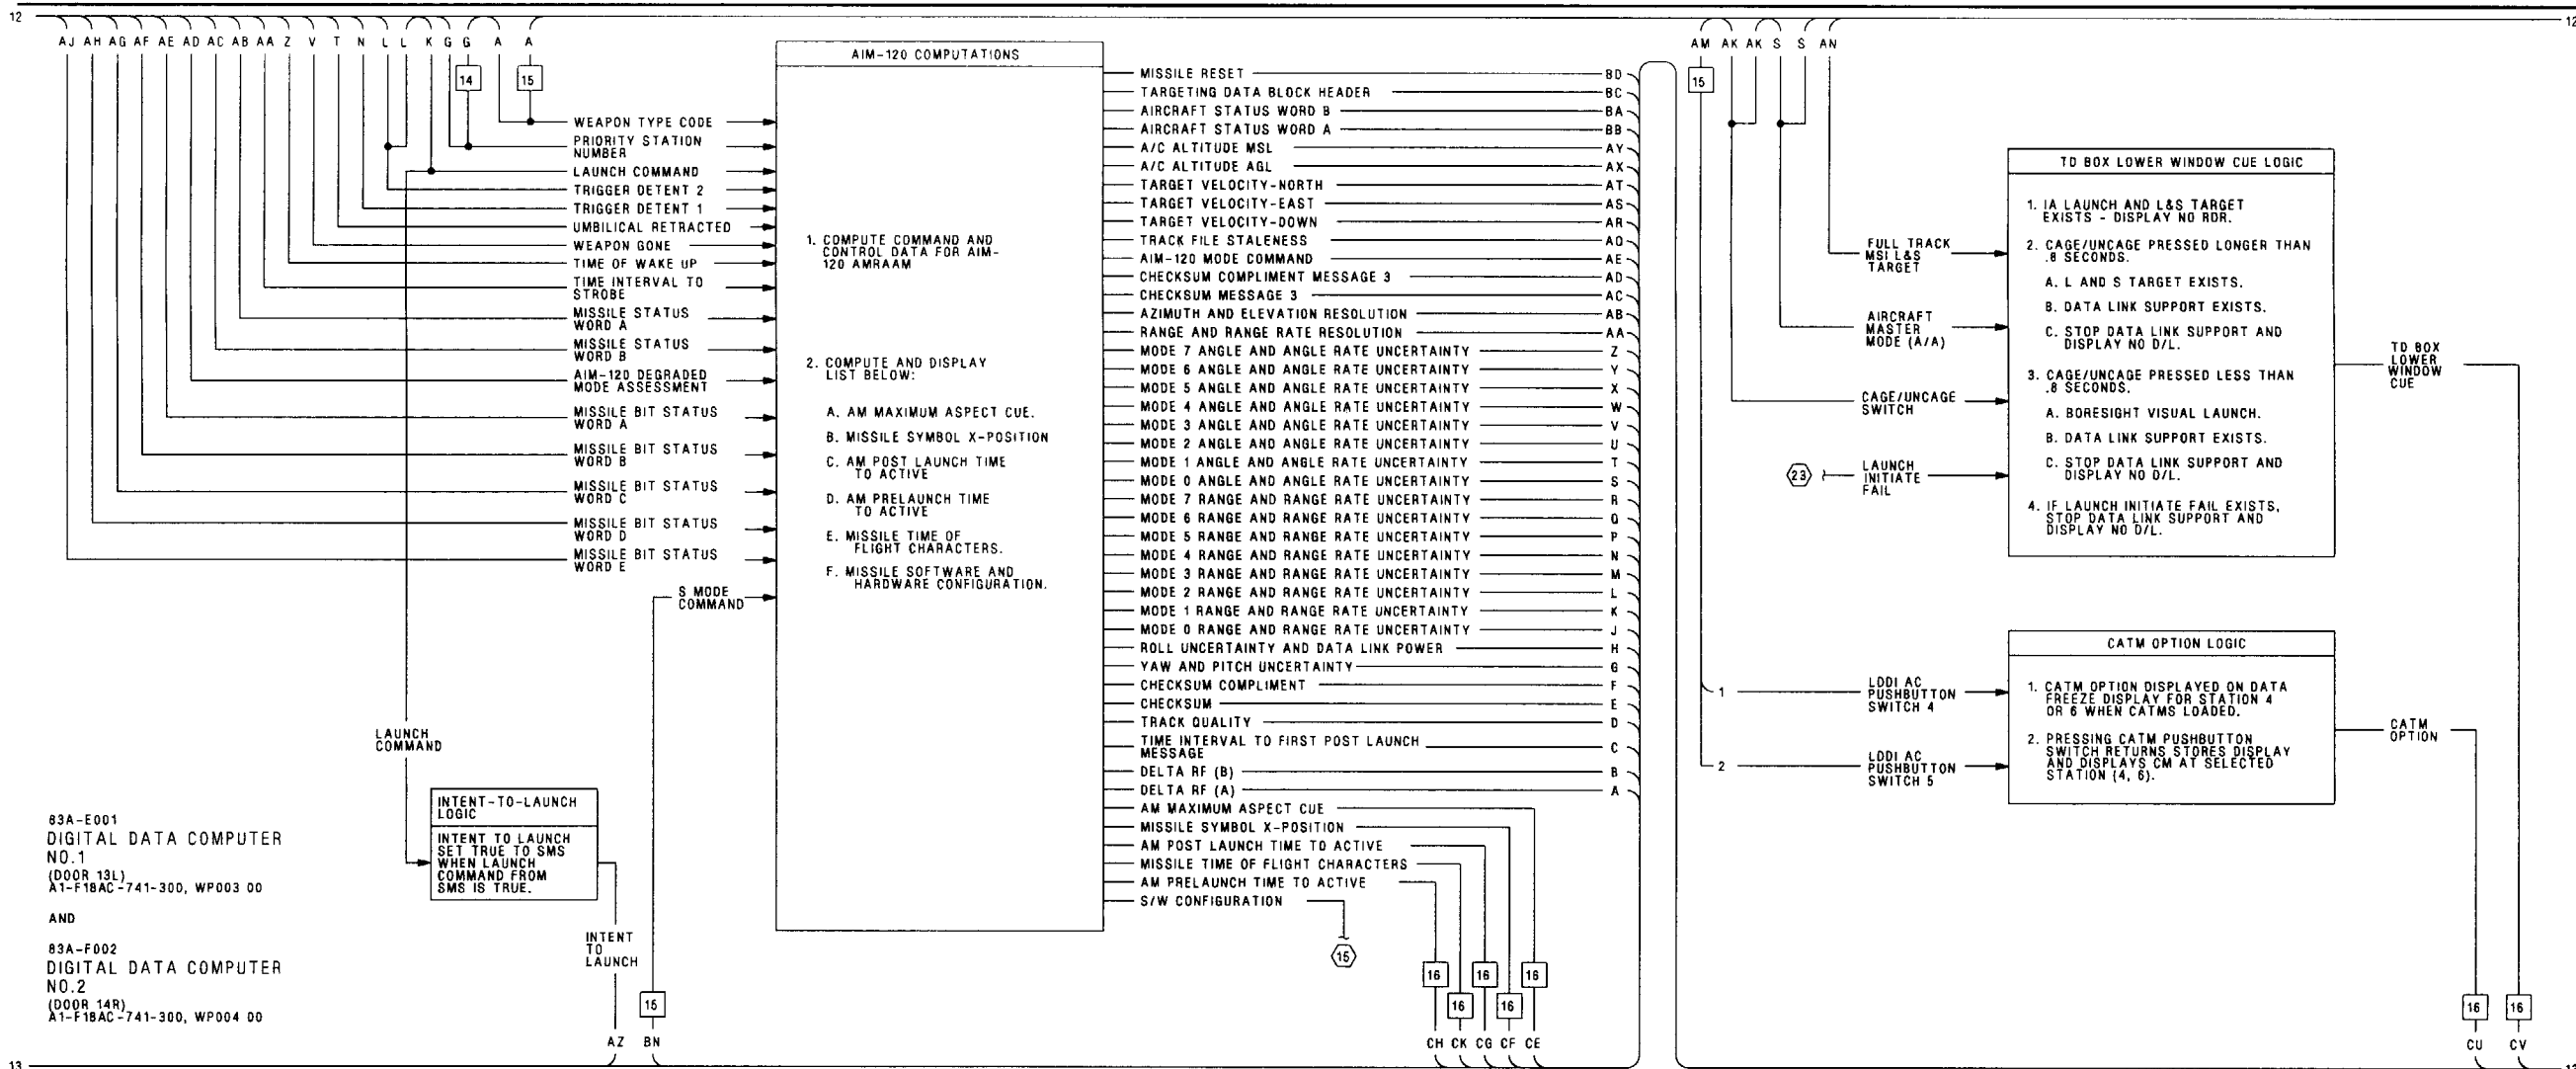 12
AJ AH AG AF AE AD AC AB AA Z V T N L L K G G A A
14
15
WEAPON TYPE CODE
PRIORITY STATION
NUMBER
LAUNCH COMMAND
TRIGGER DETENT 2
TRIGGER DETENT 1
UMBILICAL RETRACTED
WEAPON GONE
TIME OF WAKE UP
TIME INTERVAL TO
STROBE
MISSILE STATUS
WORD A
MISSILE STATUS
WORD B
AIM-120 DEGRADED
MODE ASSESSMENT
MISSILE BIT STATUS
WORD A
MISSILE BIT STATUS
WORD B
MISSILE BIT STATUS
WORD C
MISSILE BIT STATUS
WORD D
MISSILE BIT STATUS
WORD E
S MODE
COMMAND
LAUNCH
COMMAND
INTENT-TO-LAUNCH
LOGIC
INTENT TO LAUNCH
SET TRUE TO SMS
WHEN LAUNCH
COMMAND FROM
SMS IS TRUE.
INTENT
TO
LAUNCH
15
AZ BN
83A-E001
DIGITAL DATA COMPUTER
NO.1
(DOOR 13L)
A1-F18AC-741-300, WP003 00
AND
83A-F002
DIGITAL DATA COMPUTER
NO.2
(DOOR 14R)
A1-F18AC-741-300, WP004 00
13
AIM-120 COMPUTATIONS
1. COMPUTE COMMAND AND
CONTROL DATA FOR AIM-
120 AMRAAM
2. COMPUTE AND DISPLAY
LIST BELOW:
A. AM MAXIMUM ASPECT CUE.
B. MISSILE SYMBOL X-POSITION
C. AM POST LAUNCH TIME
TO ACTIVE
D. AM PRELAUNCH TIME
TO ACTIVE
E. MISSILE TIME OF
FLIGHT CHARACTERS.
F. MISSILE SOFTWARE AND
HARDWARE CONFIGURATION.
MISSILE RESET BD
TARGETING DATA BLOCK HEADER BC
AIRCRAFT STATUS WORD B BA
AIRCRAFT STATUS WORD A BB
A/C ALTITUDE MSL AY
A/C ALTITUDE AGL AX
TARGET VELOCITY-NORTH AT
TARGET VELOCITY-EAST AS
TARGET VELOCITY-DOWN AR
TRACK FILE STALENESS AQ
AIM-120 MODE COMMAND AE
CHECKSUM COMPLIMENT MESSAGE 3 AD
CHECKSUM MESSAGE 3 AC
AZIMUTH AND ELEVATION RESOLUTION AB
RANGE AND RANGE RATE RESOLUTION AA
MODE 7 ANGLE AND ANGLE RATE UNCERTAINTY Z
MODE 6 ANGLE AND ANGLE RATE UNCERTAINTY Y
MODE 5 ANGLE AND ANGLE RATE UNCERTAINTY X
MODE 4 ANGLE AND ANGLE RATE UNCERTAINTY W
MODE 3 ANGLE AND ANGLE RATE UNCERTAINTY V
MODE 2 ANGLE AND ANGLE RATE UNCERTAINTY U
MODE 1 ANGLE AND ANGLE RATE UNCERTAINTY T
MODE 0 ANGLE AND ANGLE RATE UNCERTAINTY S
MODE 7 RANGE AND RANGE RATE UNCERTAINTY R
MODE 6 RANGE AND RANGE RATE UNCERTAINTY Q
MODE 5 RANGE AND RANGE RATE UNCERTAINTY P
MODE 4 RANGE AND RANGE RATE UNCERTAINTY N
MODE 3 RANGE AND RANGE RATE UNCERTAINTY M
MODE 2 RANGE AND RANGE RATE UNCERTAINTY L
MODE 1 RANGE AND RANGE RATE UNCERTAINTY K
MODE 0 RANGE AND RANGE RATE UNCERTAINTY J
ROLL UNCERTAINTY AND DATA LINK POWER H
YAW AND PITCH UNCERTAINTY G
CHECKSUM COMPLIMENT F
CHECKSUM E
TRACK QUALITY D
TIME INTERVAL TO FIRST POST LAUNCH
MESSAGE C
DELTA RF (B) B
DELTA RF (A) A
AM MAXIMUM ASPECT CUE
MISSILE SYMBOL X-POSITION
AM POST LAUNCH TIME TO ACTIVE
MISSILE TIME OF FLIGHT CHARACTERS
AM PRELAUNCH TIME TO ACTIVE
S/W CONFIGURATION
15
16 16 16
16 16
CH CK CG CF CE
12
AM AK AK S S AN
15
FULL TRACK
MSI L&S
TARGET
AIRCRAFT
MASTER
MODE (A/A)
CAGE/UNCAGE
SWITCH
23
LAUNCH
INITIATE
FAIL
TD BOX LOWER WINDOW CUE LOGIC
1. IA LAUNCH AND L&S TARGET
EXISTS - DISPLAY NO RDR.
2. CAGE/UNCAGE PRESSED LONGER THAN
.8 SECONDS.
A. L AND S TARGET EXISTS.
B. DATA LINK SUPPORT EXISTS.
C. STOP DATA LINK SUPPORT AND
DISPLAY NO D/L.
3. CAGE/UNCAGE PRESSED LESS THAN
.8 SECONDS.
A. BORESIGHT VISUAL LAUNCH.
B. DATA LINK SUPPORT EXISTS.
C. STOP DATA LINK SUPPORT AND
DISPLAY NO D/L.
4. IF LAUNCH INITIATE FAIL EXISTS,
STOP DATA LINK SUPPORT AND
DISPLAY NO D/L.
TD BOX
LOWER
WINDOW
CUE
1
LDDI AC
PUSHBUTTON
SWITCH 4
2
LDDI AC
PUSHBUTTON
SWITCH 5
CATM OPTION LOGIC
1. CATM OPTION DISPLAYED ON DATA
FREEZE DISPLAY FOR STATION 4
OR 6 WHEN CATMS LOADED.
2. PRESSING CATM PUSHBUTTON
SWITCH RETURNS STORES DISPLAY
AND DISPLAYS CM AT SELECTED
STATION (4, 6).
CATM
OPTION
16 16
CU CV
13